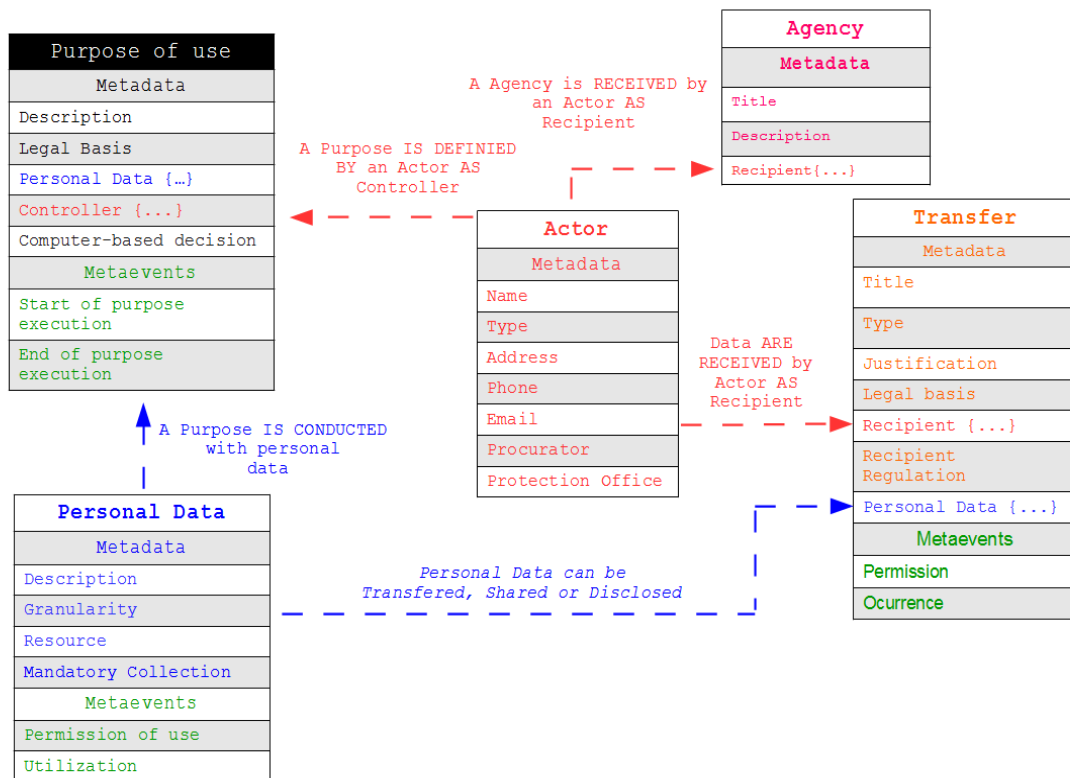 Purpose of use
Metadata
Description
Legal Basis
Personal Data {…}
Controller {...}
Computer-based decision
Metaevents
Start of purpose
execution
End of purpose
execution
A Purpose IS DEFINIED
BY an Actor AS
Controller
A Agency is RECEIVED by
an Actor AS
Recipient
Agency
Metadata
Title
Description
Recipient{...}
Actor
Metadata
Name
Type
Address
Phone
Email
Procurator
Protection Office
Data ARE
RECEIVED by
Actor AS
Recipient
Transfer
Metadata
Title
Type
Justification
Legal basis
Recipient {...}
Recipient
Regulation
Personal Data {...}
Metaevents
Permission
Ocurrence
A Purpose IS CONDUCTED
with personal
data
Personal Data
Metadata
Description
Granularity
Resource
Mandatory Collection
Metaevents
Permission of use
Utilization
Personal Data can be
Transfered, Shared or Disclosed